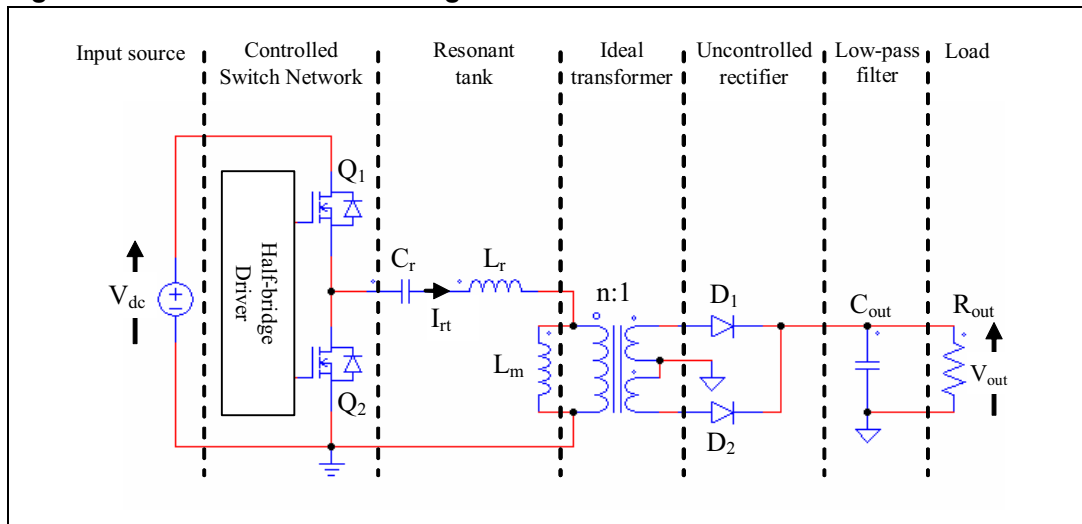 Input source
Controlled
Switch Network
Resonant
tank
Ideal
transformer
Uncontrolled
rectifier
Low-pass
filter
Load
Vdc
Half-bridge
Driver
Q1
Q2
Cr
Irt
Lr
Lm
n:1
D1
D2
Cout
Rout
Vout